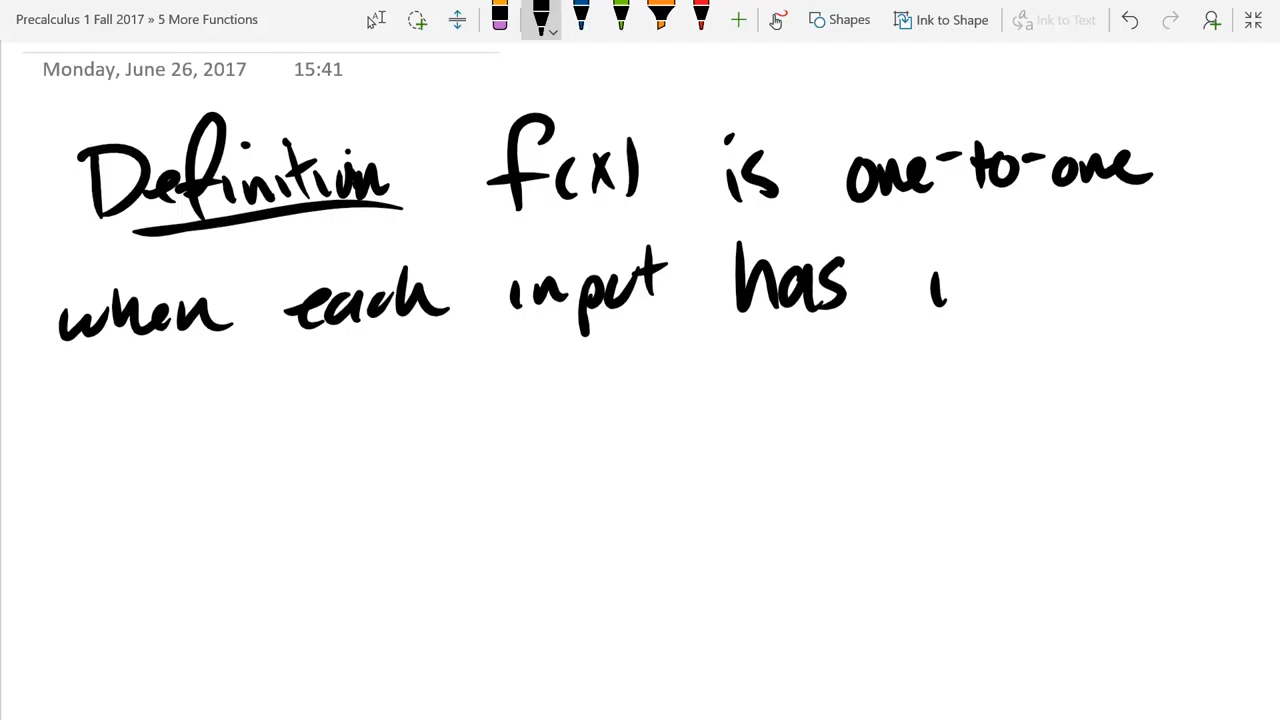 Precalculus 1 Fall 2017 » 5 More Functions
Shapes
Ink to Shape
Ink to Text
Monday, June 26, 2017 15:41
Definition f(x) is one-to-one
when each input has